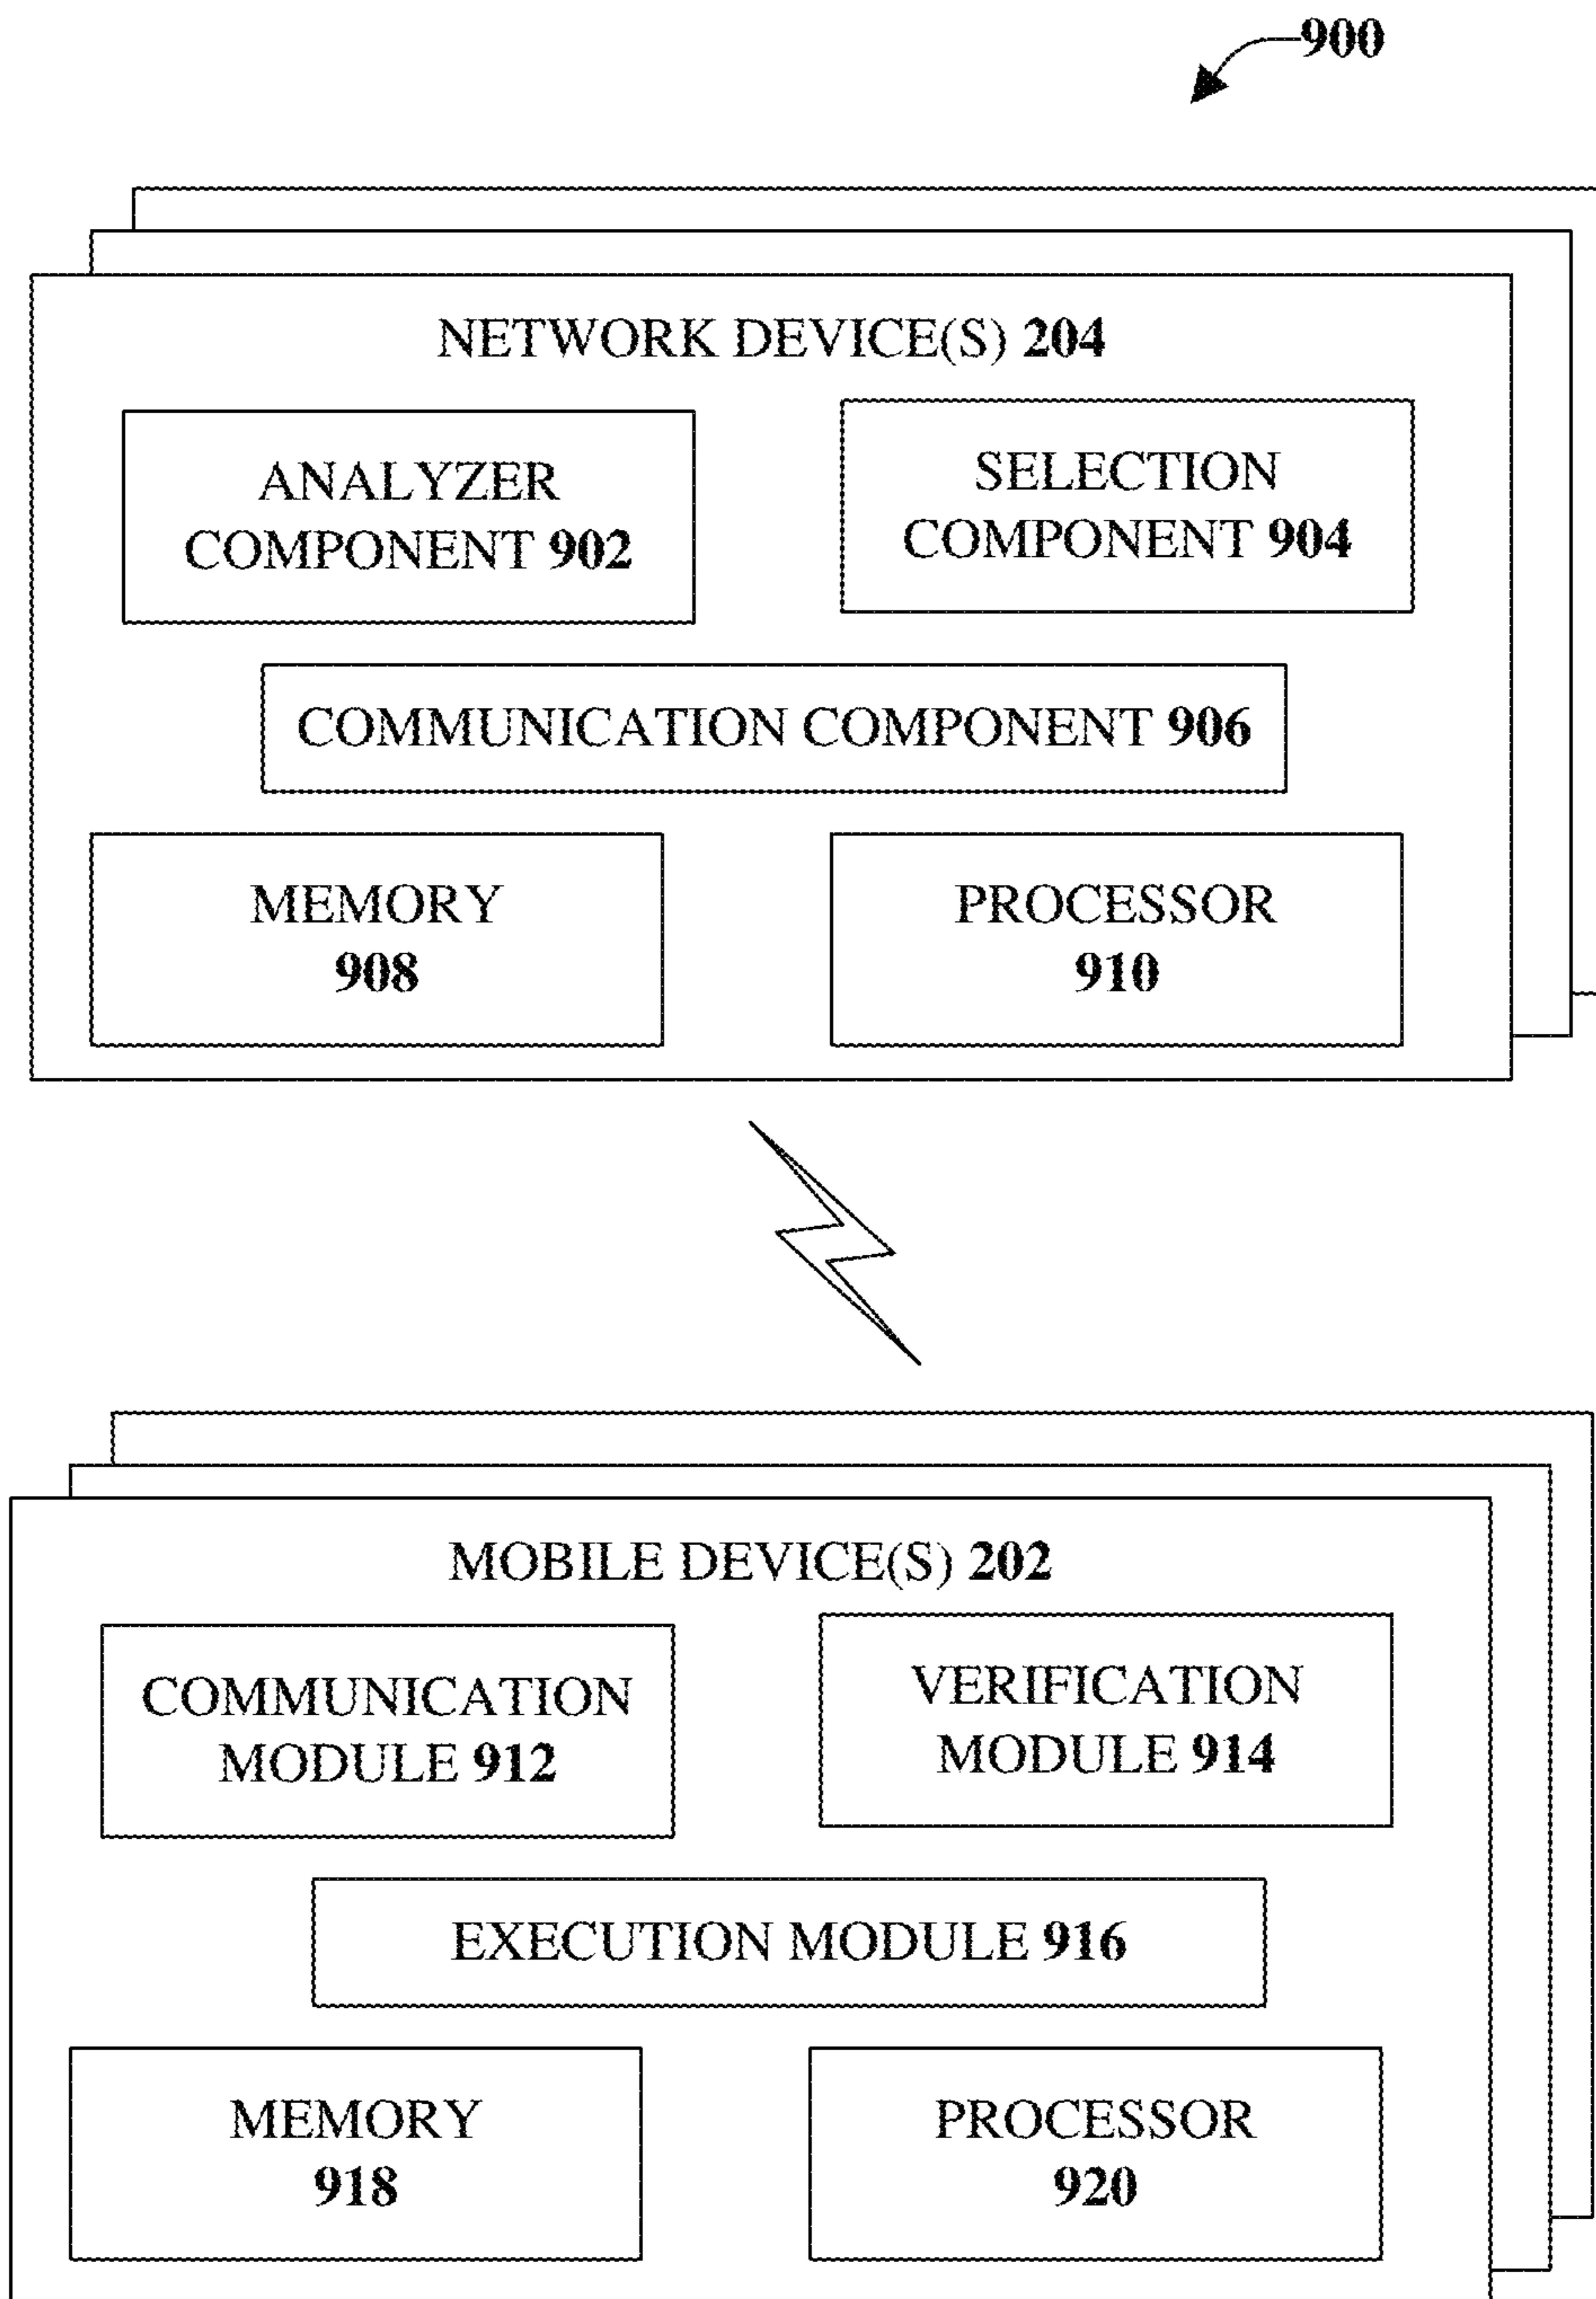 900
NETWORK DEVICE(S) 204
ANALYZER
COMPONENT 902
SELECTION
COMPONENT 904
COMMUNICATION COMPONENT 906
MEMORY
908
PROCESSOR
910
MOBILE DEVICE(S) 202
COMMUNICATION
MODULE 912
VERIFICATION
MODULE 914
EXECUTION MODULE 916
MEMORY
918
PROCESSOR
920